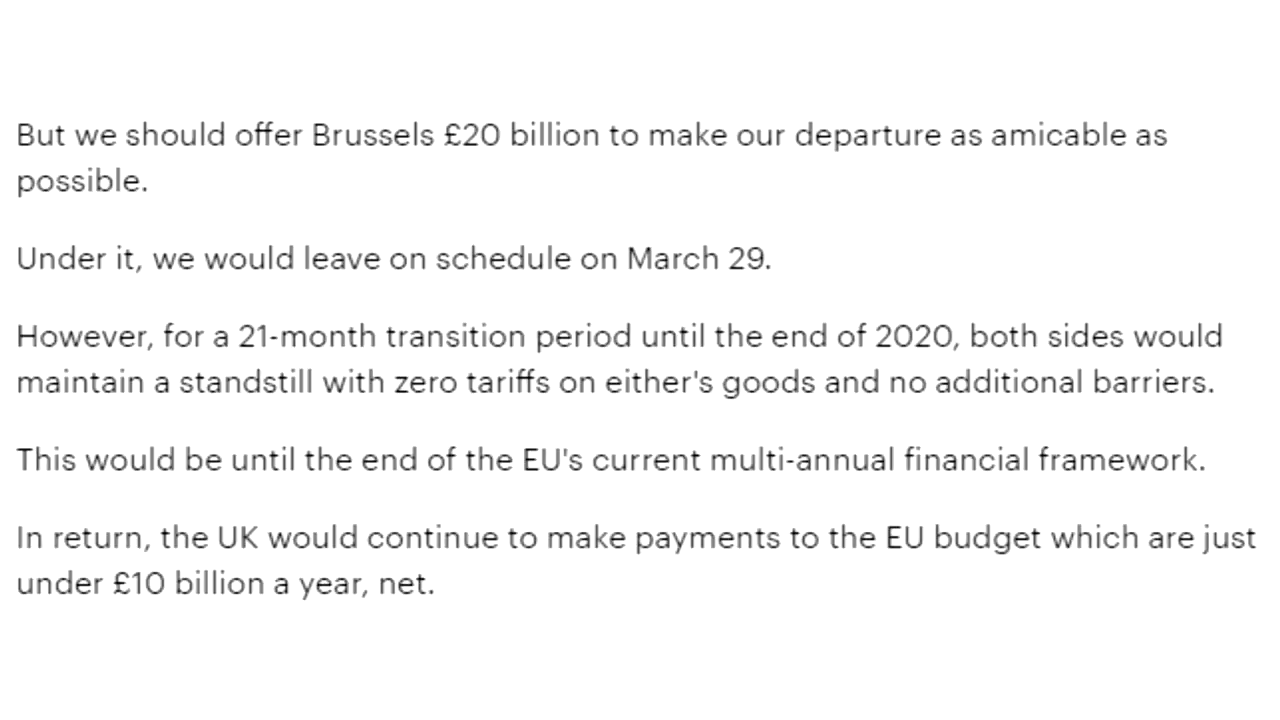 But we should offer Brussels £20 billion to make our departure as amicable as
possible.
Under it, we would leave on schedule on March 29.
However, for a 21-month transition period until the end of 2020, both sides would
maintain a standstill with zero tariffs on either's goods and no additional barriers.
This would be until the end of the EU's current multi-annual financial framework.
In return, the UK would continue to make payments to the EU budget which are just
under £10 billion a year, net.